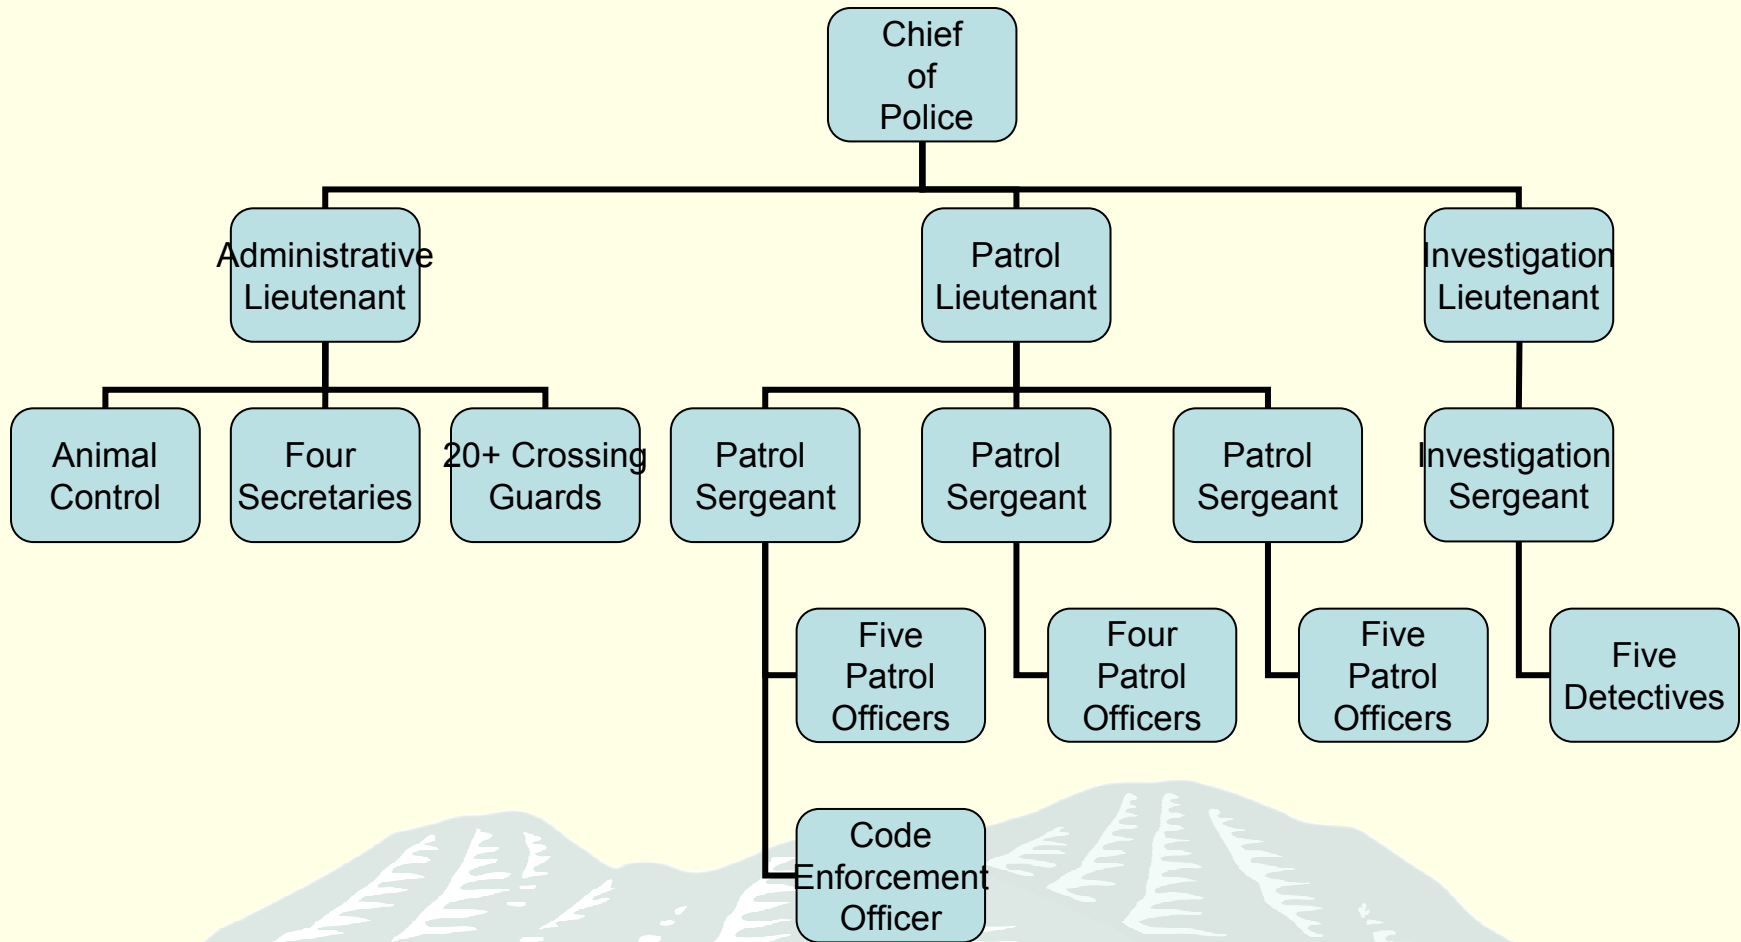 Chief
of
Police
Administrative
Lieutenant
Patrol
Lieutenant
Investigation
Lieutenant
Animal
Control
Four
Secretaries
20+ Crossing
Guards
Patrol
Sergeant
Patrol
Sergeant
Patrol
Sergeant
Investigation
Sergeant
Five
Patrol
Officers
Four
Patrol
Officers
Five
Patrol
Officers
Five
Detectives
Code
Enforcement
Officer